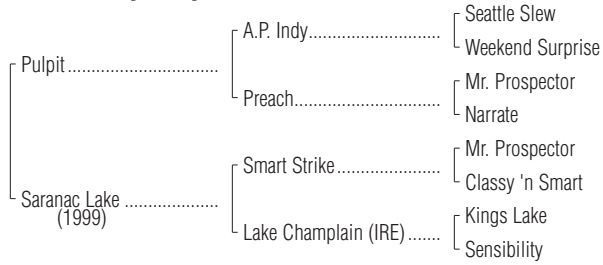 Seattle Slew
A.P. Indy
Weekend Surprise
Pulpit
Mr. Prospector
Preach
Narrate
Mr. Prospector
Smart Strike
Classy 'n Smart
Saranac Lake
(1999)
Kings Lake
Lake Champlain (IRE)
Sensibility